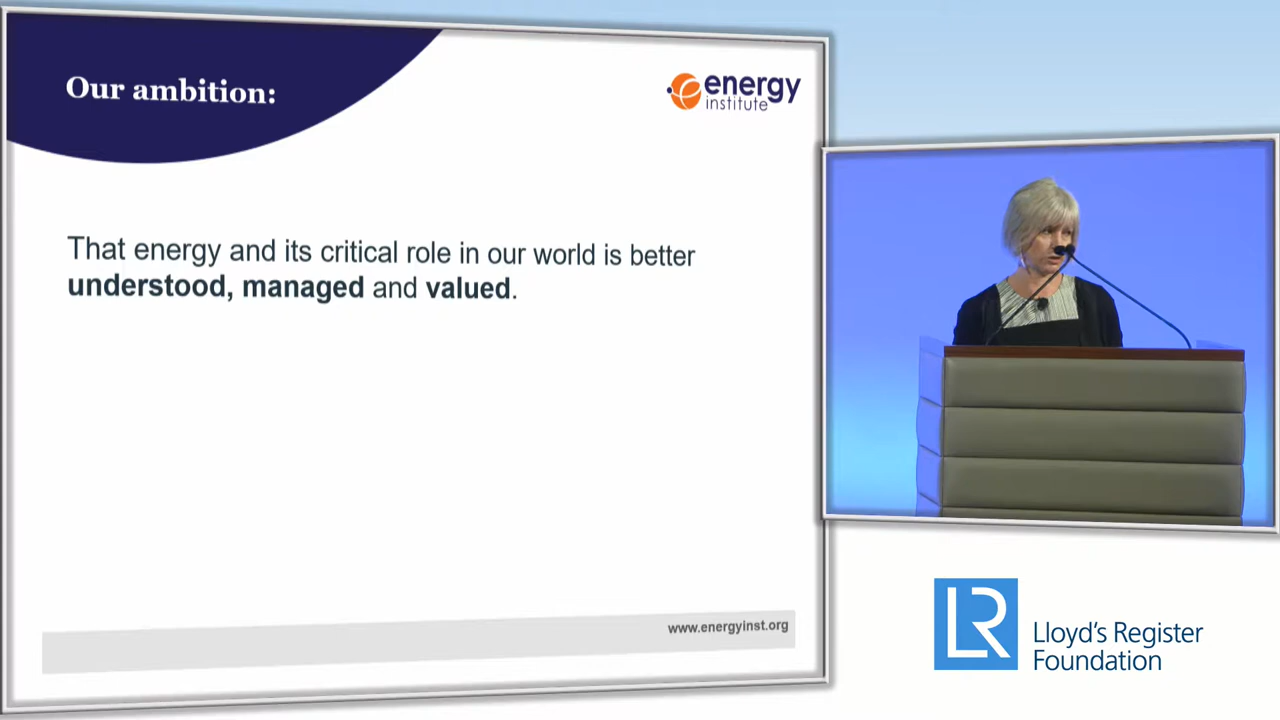 Our ambition:
energy
institute
That energy and its critical role in our world is better
understood, managed and valued.
www.energyinst.org
LR
Lloyd's Register
Foundation